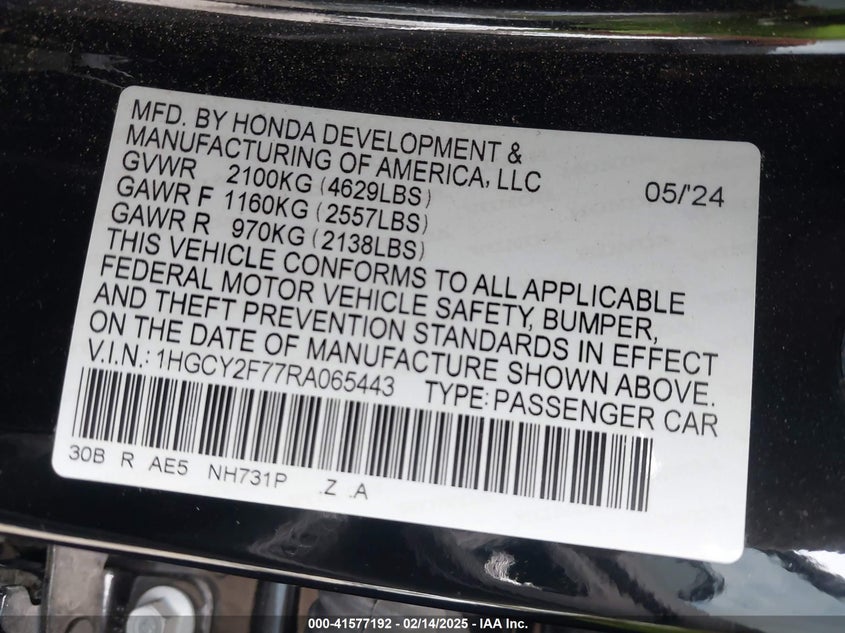 MFD. BY HONDA DEVELOPMENT &
MANUFACTURING OF AMERICA, LLC
GVWR 2100KG (4629LBS) 05/'24
GAWR F 1160KG (2557LBS)
GAWR R 970KG (2138LBS)
THIS VEHICLE CONFORMS TO ALL APPLICABLE
FEDERAL MOTOR VEHICLE SAFETY, BUMPER,
AND THEFT PREVENTION STANDARDS IN EFFECT
ON THE DATE OF MANUFACTURE SHOWN ABOVE.
V.I.N.: 1HGCY2F77RA065443 TYPE: PASSENGER CAR
30B R AE5 NH731P .Z .A
000-41577192 - 02/14/2025 - IAA Inc.